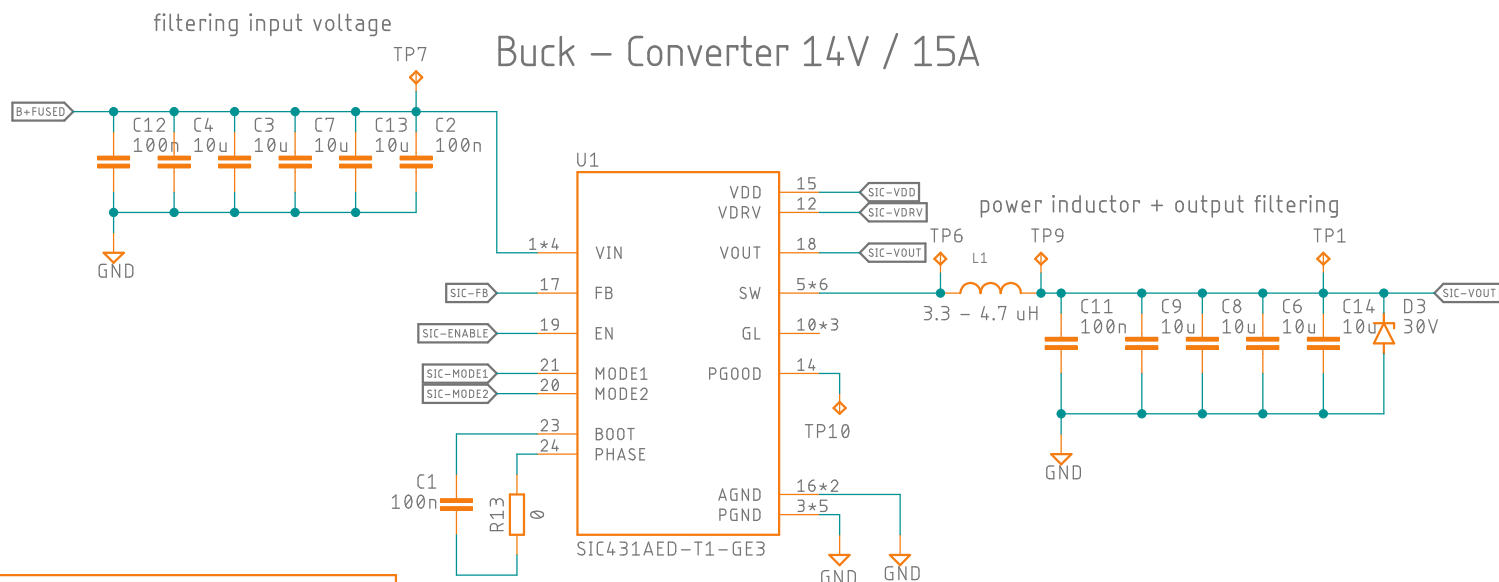 filtering input voltage
Buck – Converter 14V / 15A
TP7
B+FUSED
C12
100n
C4
10u
C3
10u
C7
10u
C13
10u
C2
100n
GND
U1
1*4
VIN
17
SIC-FB
FB
19
SIC-ENABLE
EN
21
SIC-MODE1
MODE1
20
SIC-MODE2
MODE2
23
BOOT
24
PHASE
C1
100n
R13
0
VDD
15
SIC-VDD
VDRV
12
SIC-VDRV
VOUT
18
SIC-VOUT
SW
5*6
GL
10*3
PGOOD
14
TP10
AGND
16*2
PGND
3*5
SIC431AED-T1-GE3
GND
GND
power inductor + output filtering
TP6
L1
3.3 – 4.7 uH
TP9
TP1
C11
100n
C9
10u
C8
10u
C6
10u
C14
10u
D3
30V
SIC-VOUT
GND